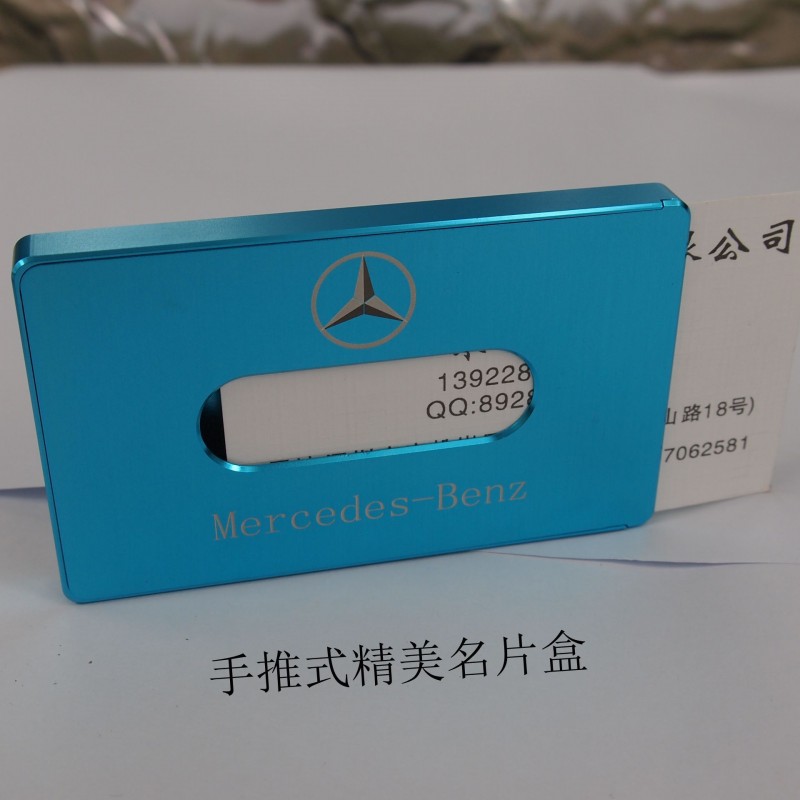 限公司
139228
QQ:8928
山路18号)
7062581
Mercedes-Benz
手推式精美名片盒